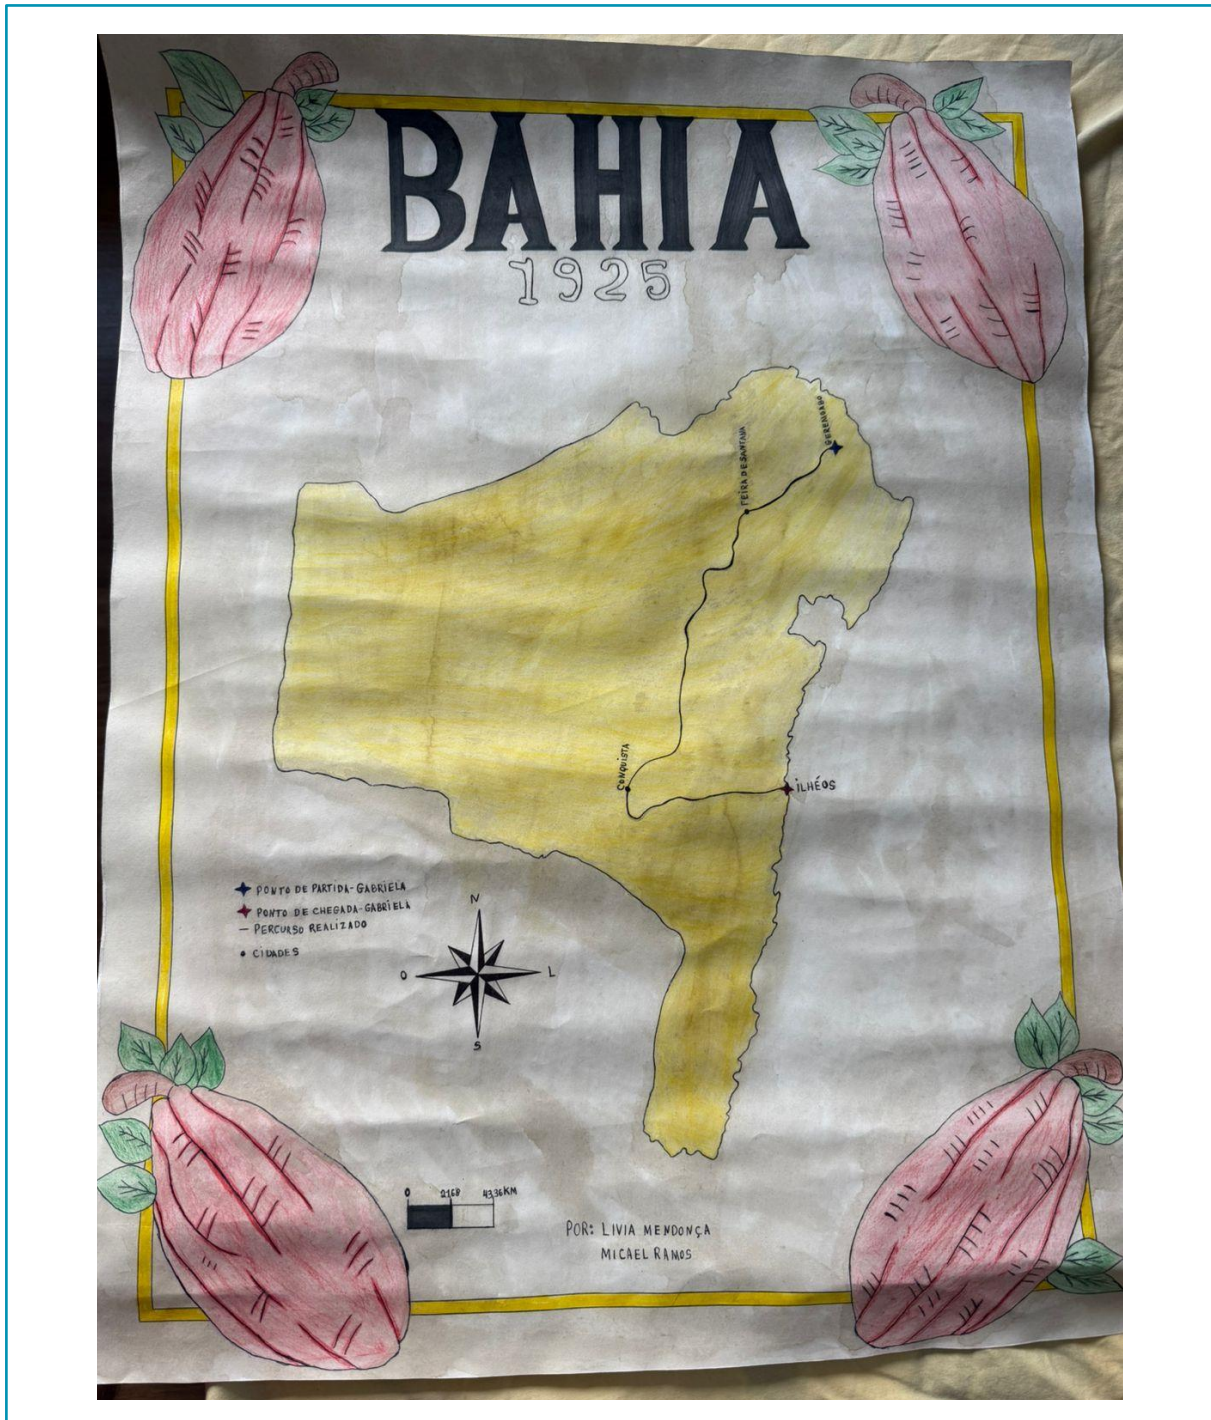 BAHIA
1925
GEREMOABO
FEIRA DE SANTANA
CONQUISTA
ILHÉOS
PONTO DE PARTIDA-GABRIELA
PONTO DE CHEGADA-GABRIELA
PERCURSO REALIZADO
CIDADES
N
O
L
S
0 2168 4336KM
POR: LIVIA MENDONÇA
MICAEL RAMOS